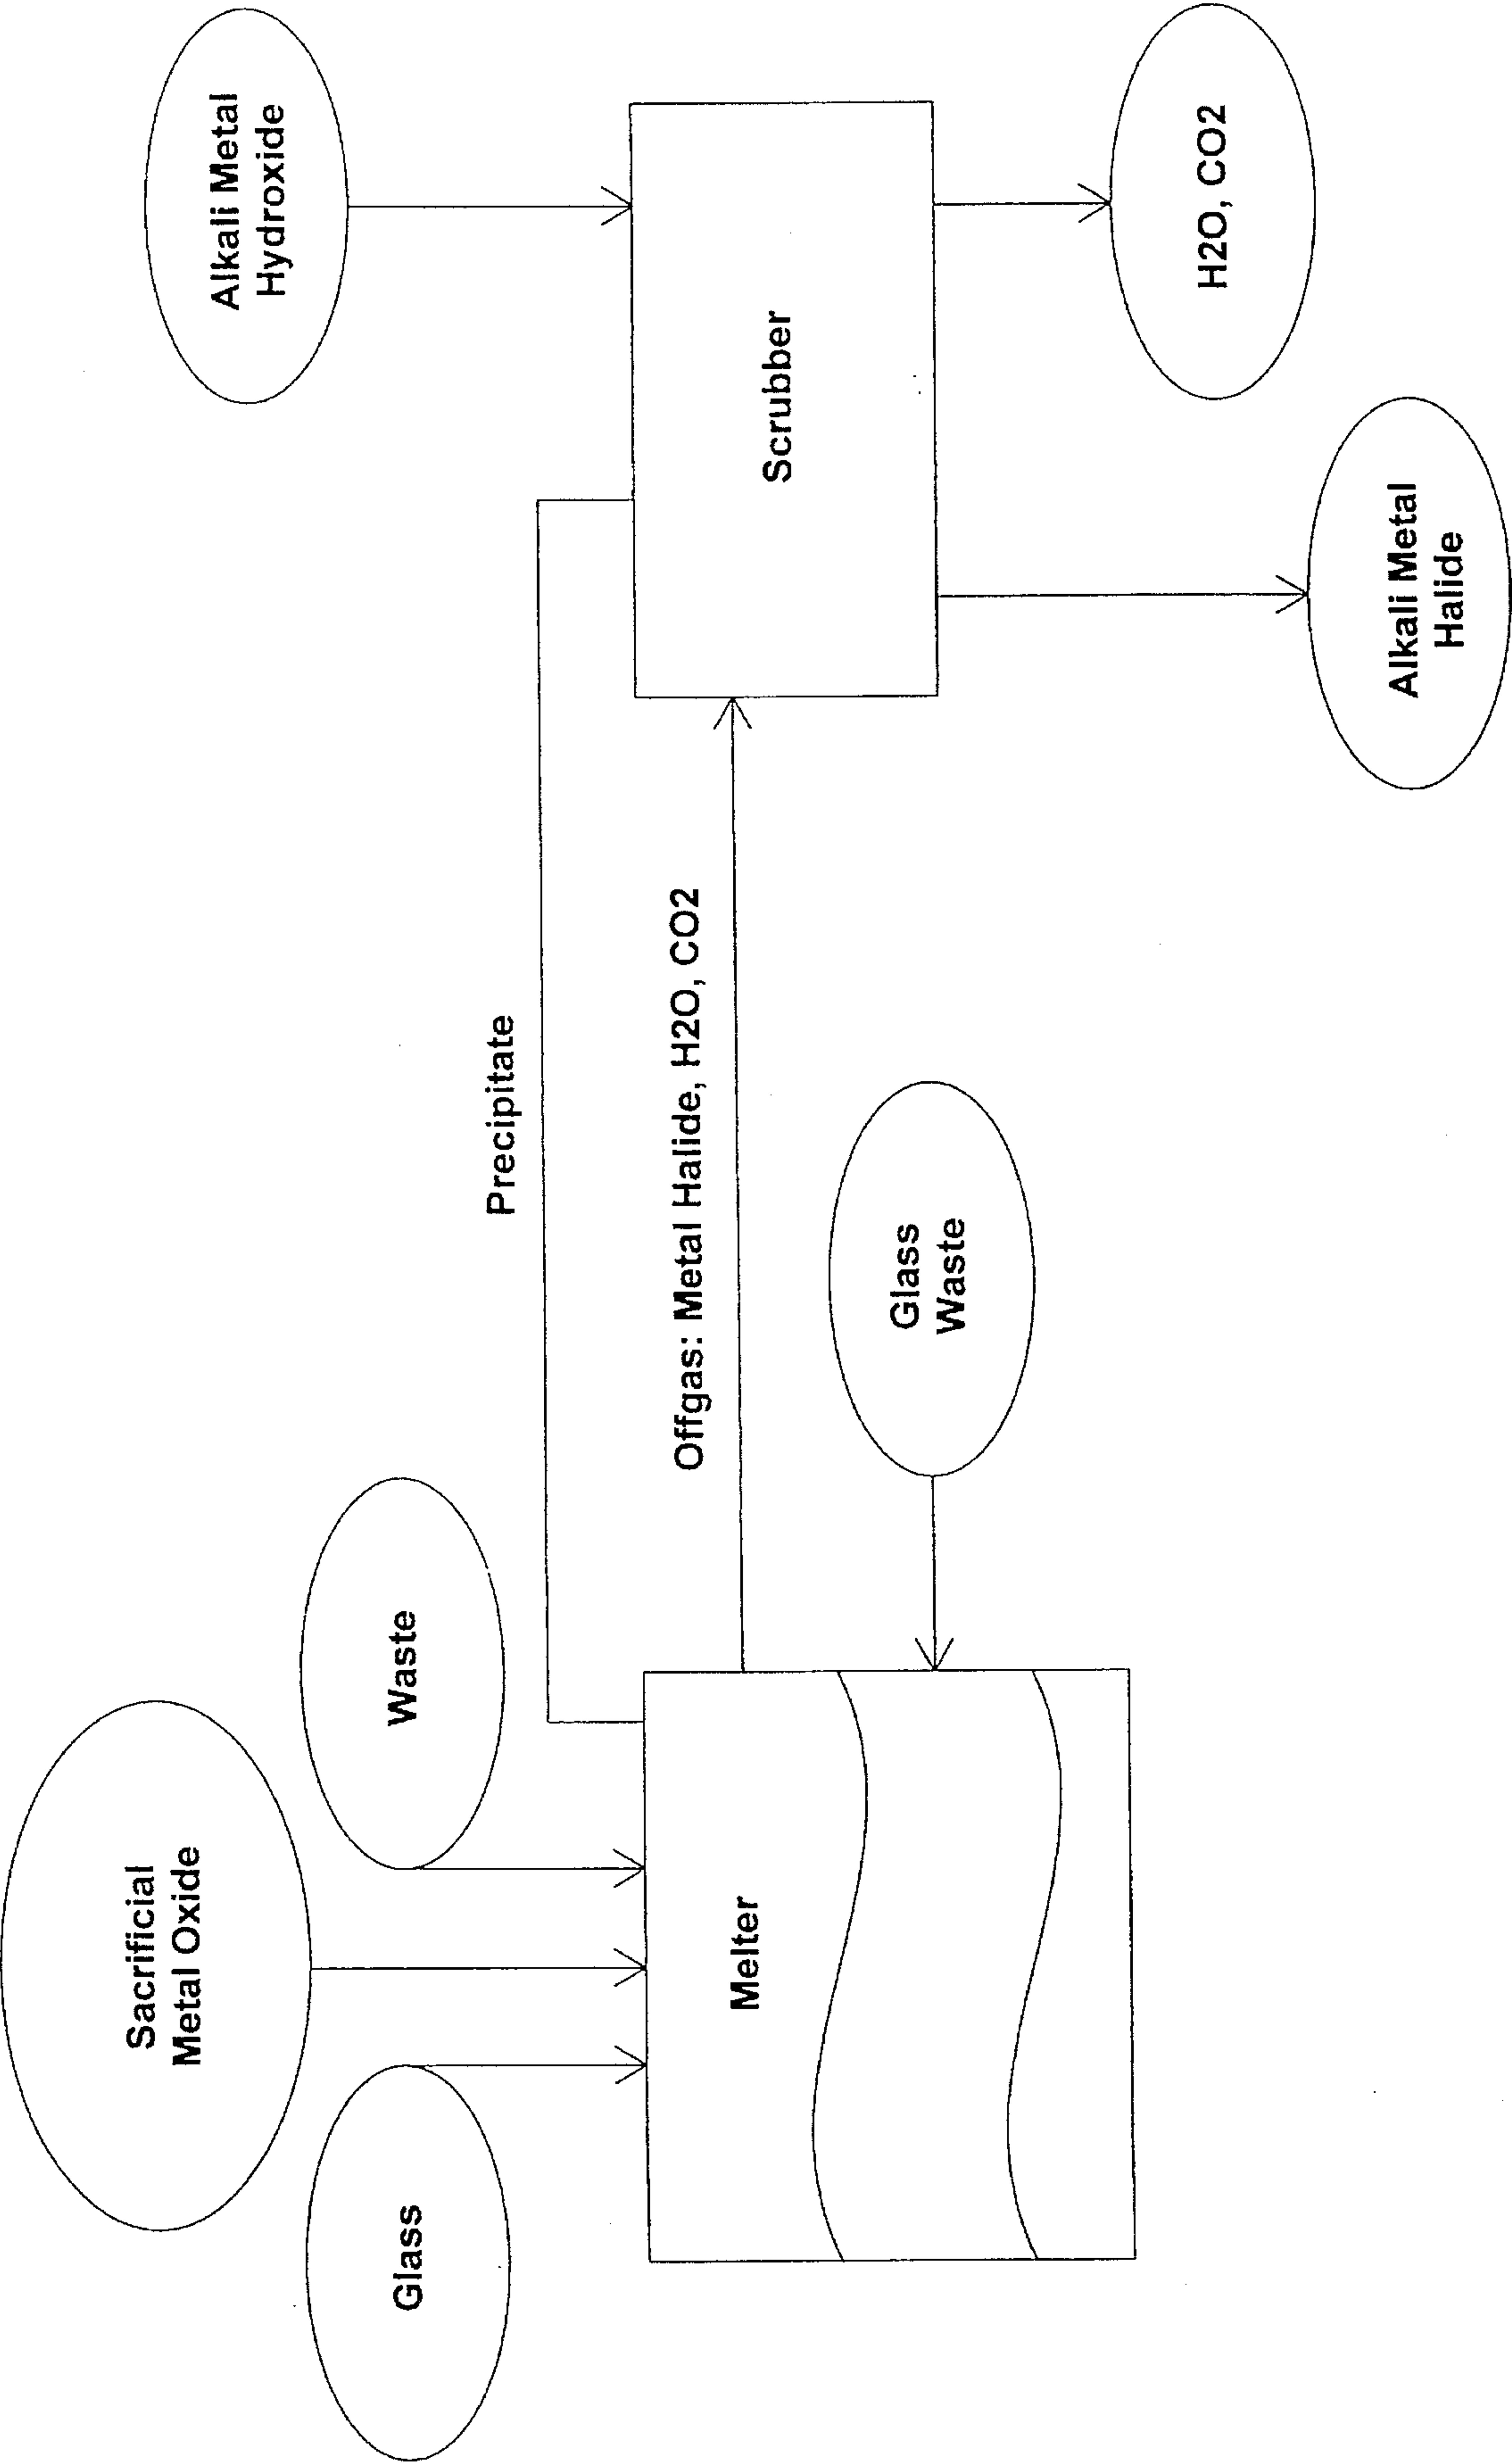 Sacrificial
Metal Oxide
Glass
Waste
Melter
Precipitate
Offgas: Metal Halide, H2O, CO2
Glass
Waste
Alkali Metal
Hydroxide
Scrubber
Alkali Metal
Halide
H2O, CO2